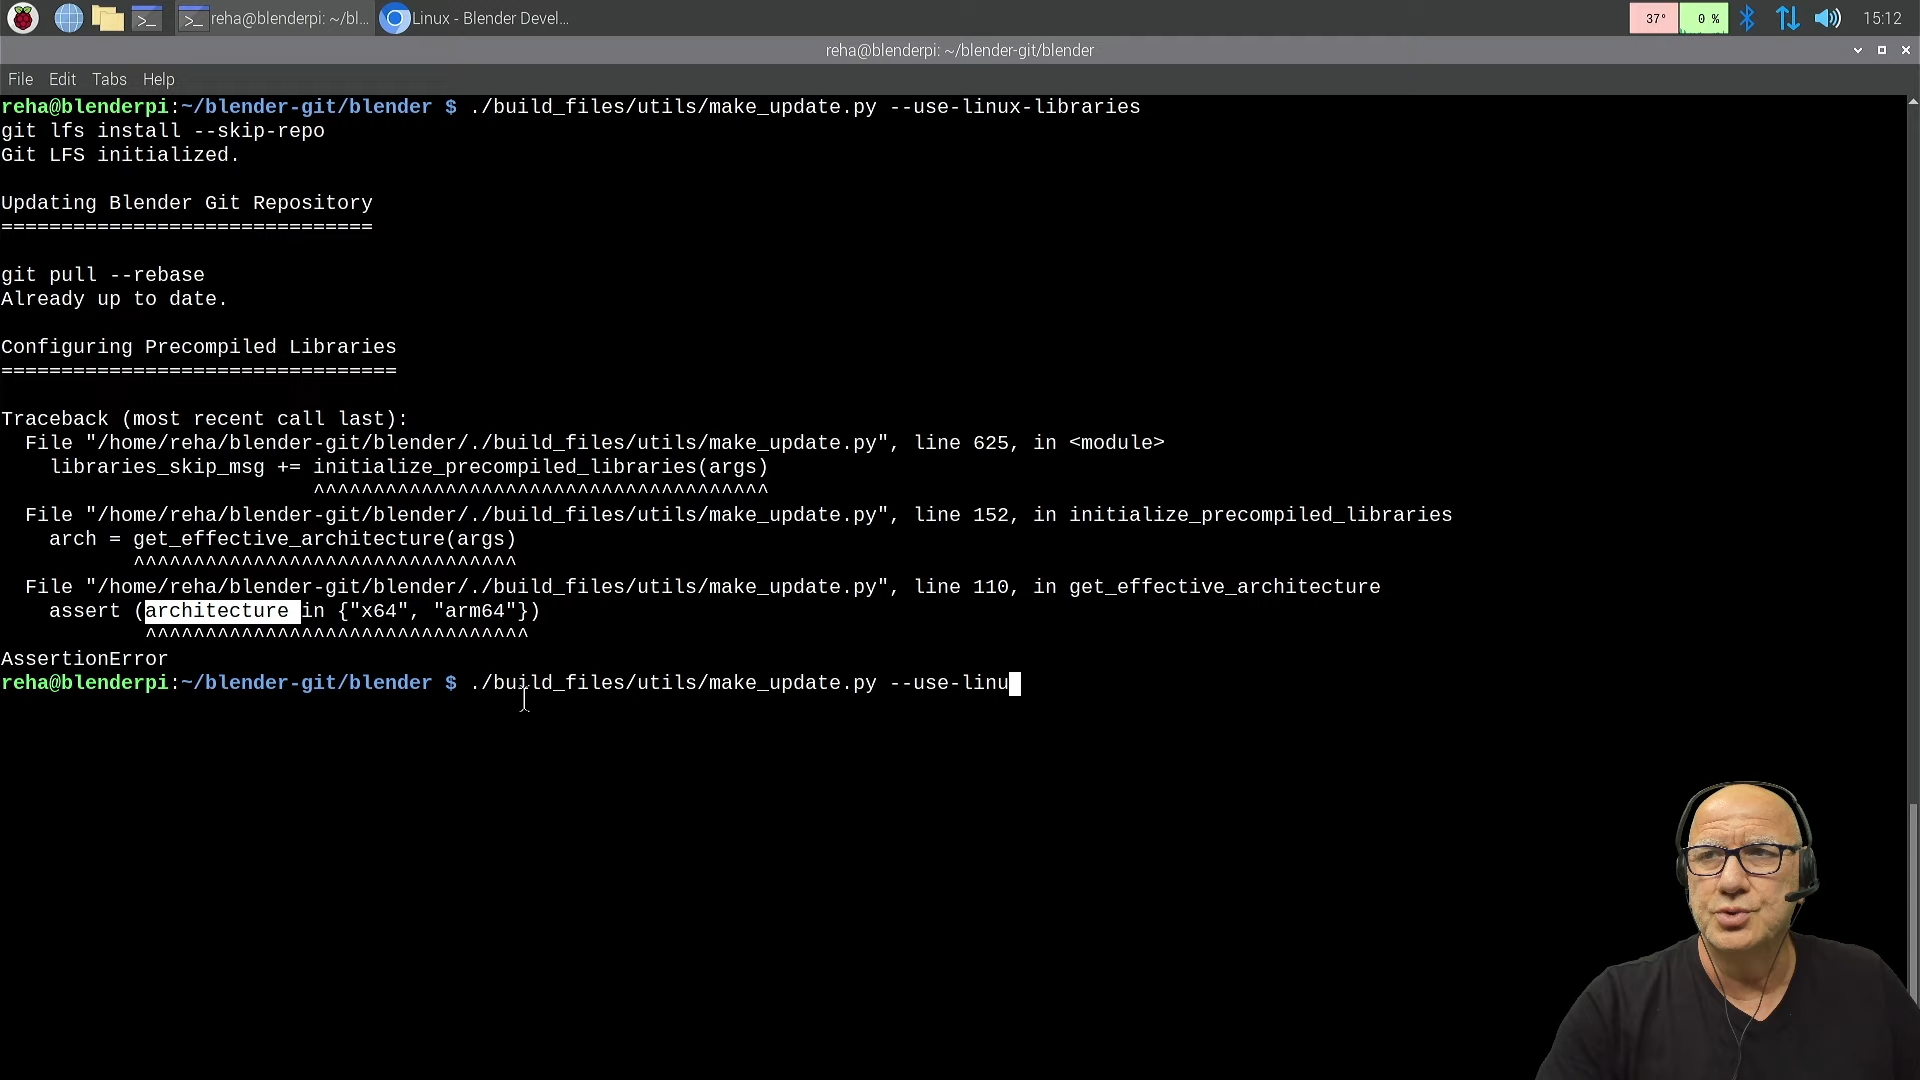 reha@blenderpi: ~/bl...
Linux - Blender Devel...
37°
0 %
15:12
reha@blenderpi: ~/blender-git/blender
File Edit Tabs Help
reha@blenderpi:~/blender-git/blender $ ./build_files/utils/make_update.py --use-linux-libraries
git lfs install --skip-repo
Git LFS initialized.
Updating Blender Git Repository
===============================
git pull --rebase
Already up to date.
Configuring Precompiled Libraries
=================================
Traceback (most recent call last):
  File "/home/reha/blender-git/blender/./build_files/utils/make_update.py", line 625, in <module>
    libraries_skip_msg += initialize_precompiled_libraries(args)
                          ^^^^^^^^^^^^^^^^^^^^^^^^^^^^^^^^^^^^^^
  File "/home/reha/blender-git/blender/./build_files/utils/make_update.py", line 152, in initialize_precompiled_libraries
    arch = get_effective_architecture(args)
           ^^^^^^^^^^^^^^^^^^^^^^^^^^^^^^^^
  File "/home/reha/blender-git/blender/./build_files/utils/make_update.py", line 110, in get_effective_architecture
    assert (architecture in {"x64", "arm64"})
            ^^^^^^^^^^^^^^^^^^^^^^^^^^^^^^^^
AssertionError
reha@blenderpi:~/blender-git/blender $ ./build_files/utils/make_update.py --use-linu